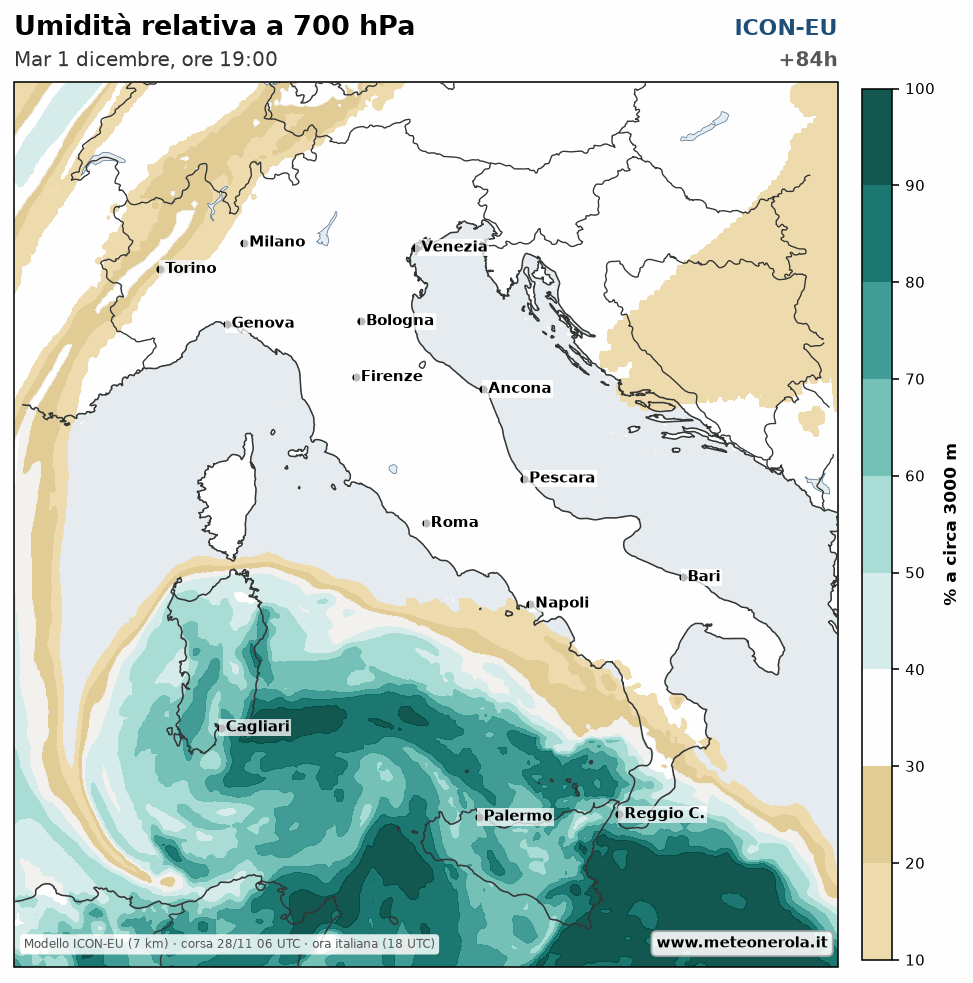 Umidità relativa a 700 hPa
ICON-EU
Mar 1 dicembre, ore 19:00
+84h
100
90
80
70
60
50
40
30
20
10
% a circa 3000 m
Milano
Venezia
Torino
Genova
Bologna
Firenze
Ancona
Pescara
Roma
Bari
Napoli
Cagliari
Palermo
Reggio C.
Modello ICON-EU (7 km) · corsa 28/11 06 UTC · ora italiana (18 UTC)
www.meteonerola.it